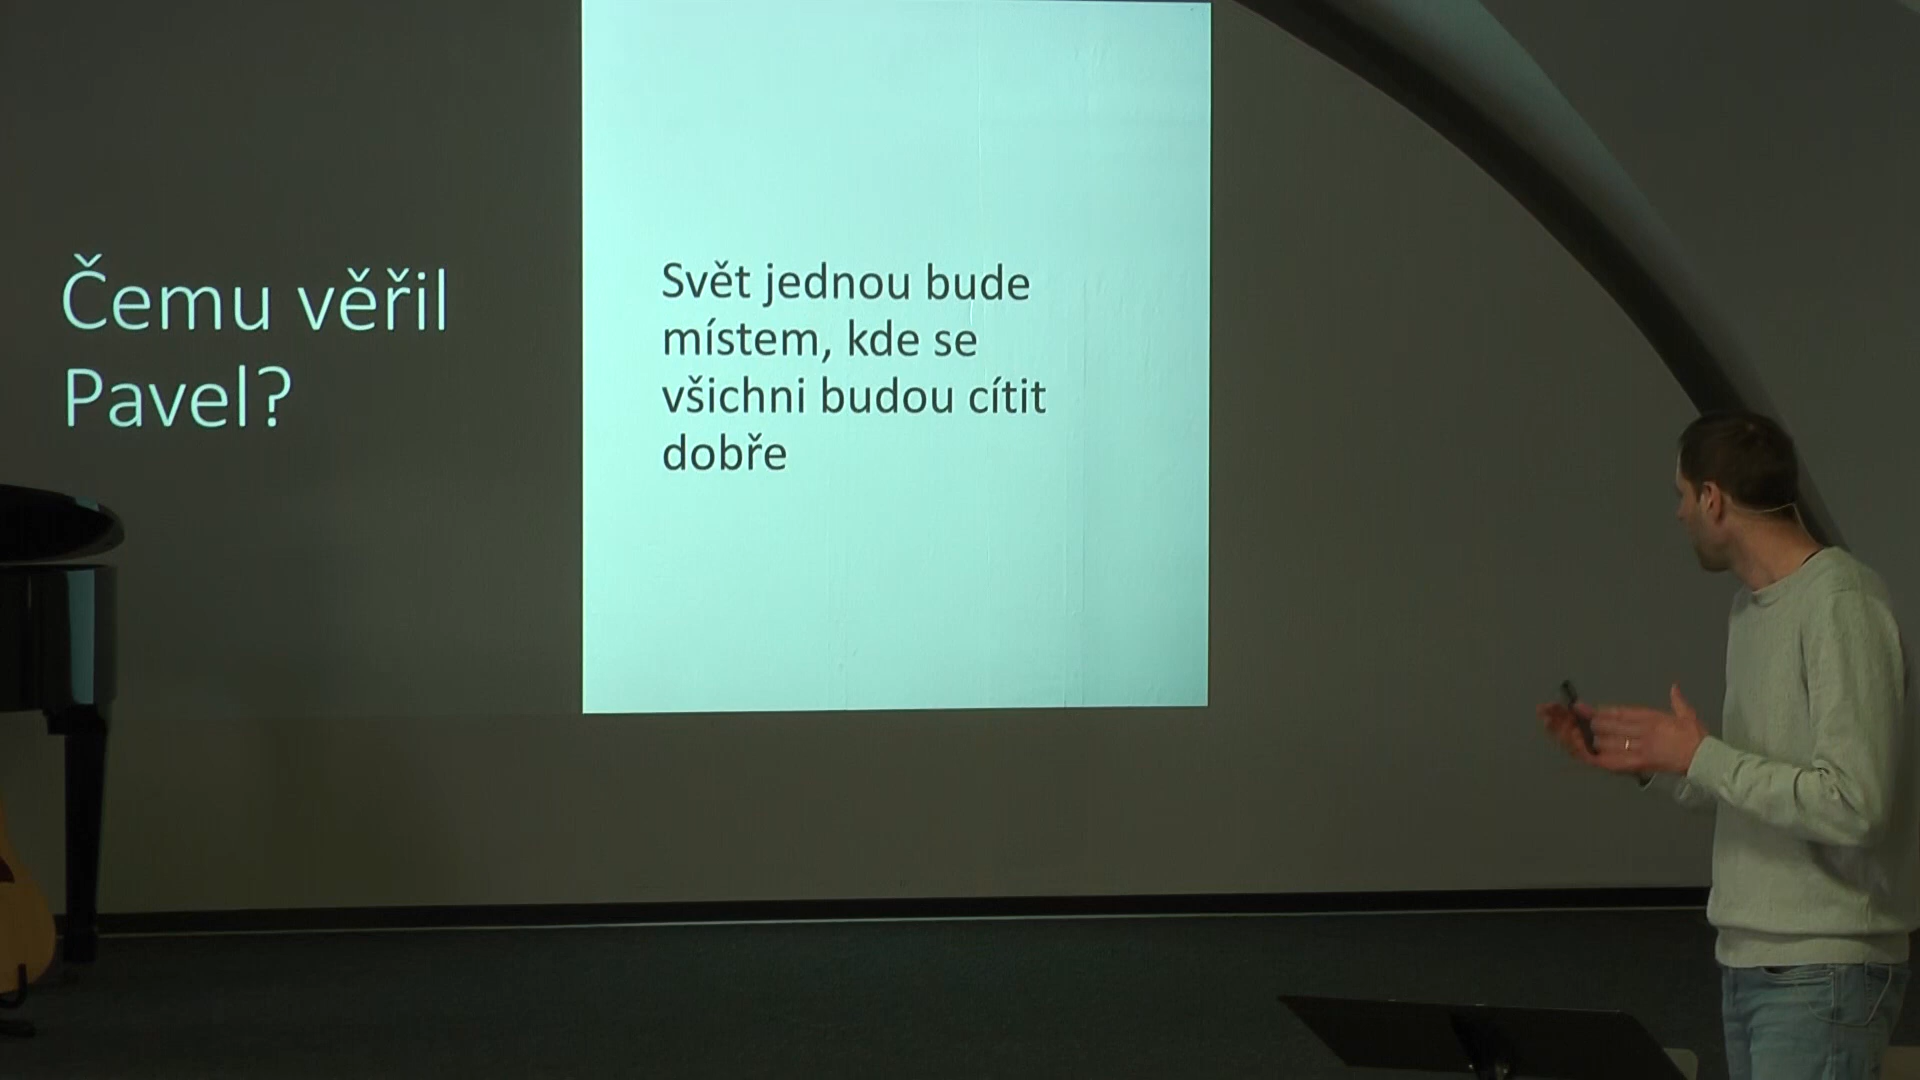 Čemu věřil
Pavel?
Svět jednou bude
místem, kde se
všichni budou cítit
dobře